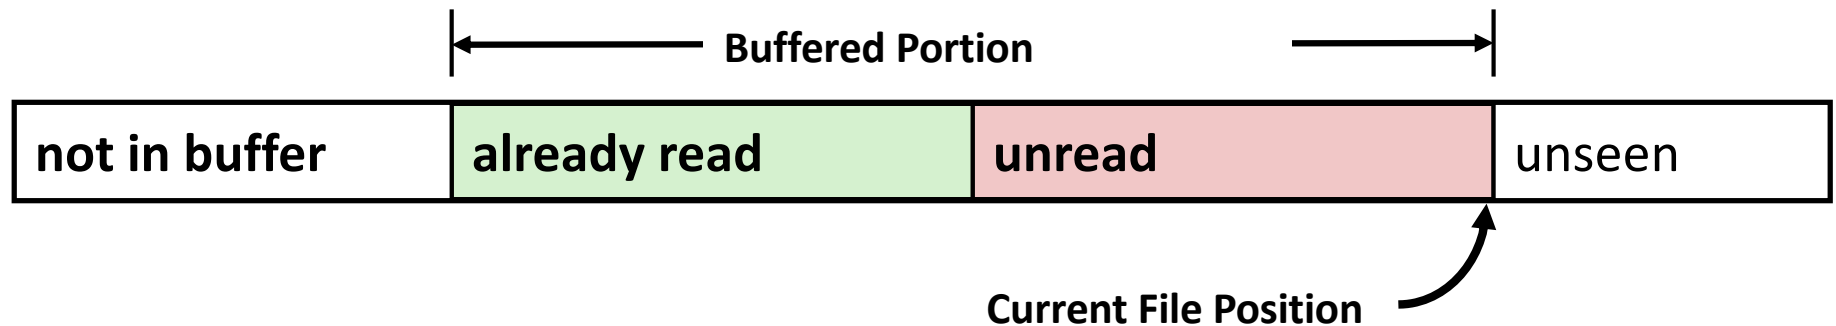 Buffered Portion
not in buffer already read unread unseen
Current File Position